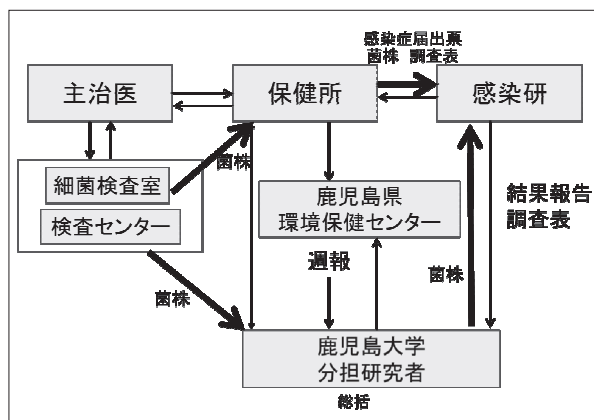 感染症届出票
菌株 調査表
主治医
保健所
感染研
菌株
細菌検査室
検査センター
鹿児島県
環境保健センター
結果報告
調査表
週報
菌株
菌株
鹿児島大学
分担研究者
総括